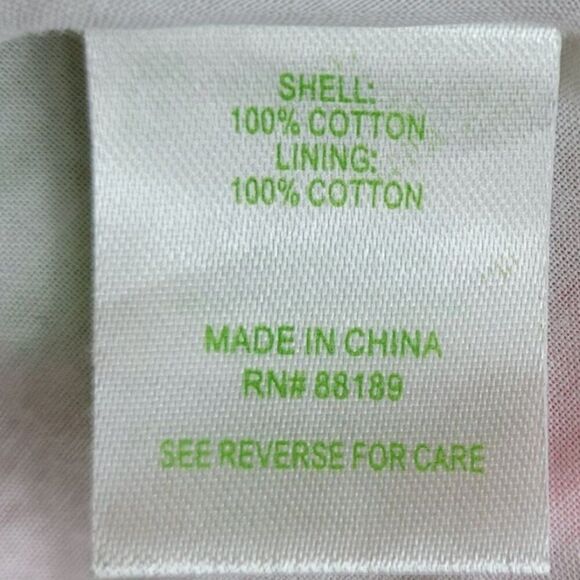 SHELL:
100% COTTON
LINING:
100% COTTON
MADE IN CHINA
RN# 88189
SEE REVERSE FOR CARE